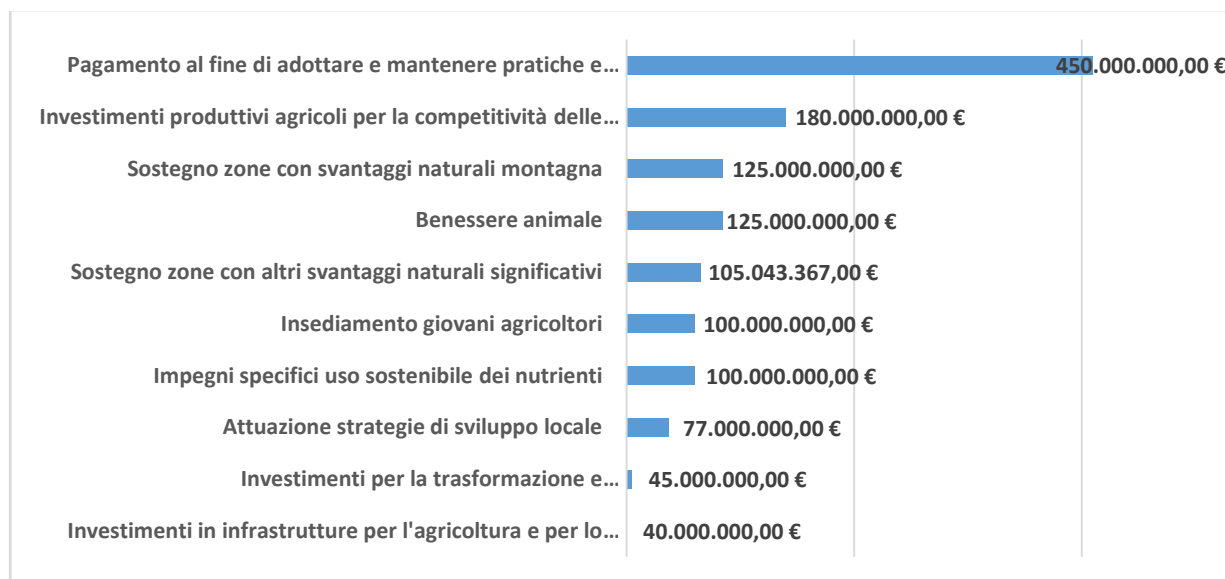 Pagamento al fine di adottare e mantenere pratiche e... 450.000.000,00 €
Investimenti produttivi agricoli per la competitività delle... 180.000.000,00 €
Sostegno zone con svantaggi naturali montagna 125.000.000,00 €
Benessere animale 125.000.000,00 €
Sostegno zone con altri svantaggi naturali significativi 105.043.367,00 €
Insediamento giovani agricoltori 100.000.000,00 €
Impegni specifici uso sostenibile dei nutrienti 100.000.000,00 €
Attuazione strategie di sviluppo locale 77.000.000,00 €
Investimenti per la trasformazione e... 45.000.000,00 €
Investimenti in infrastrutture per l'agricoltura e per lo... 40.000.000,00 €